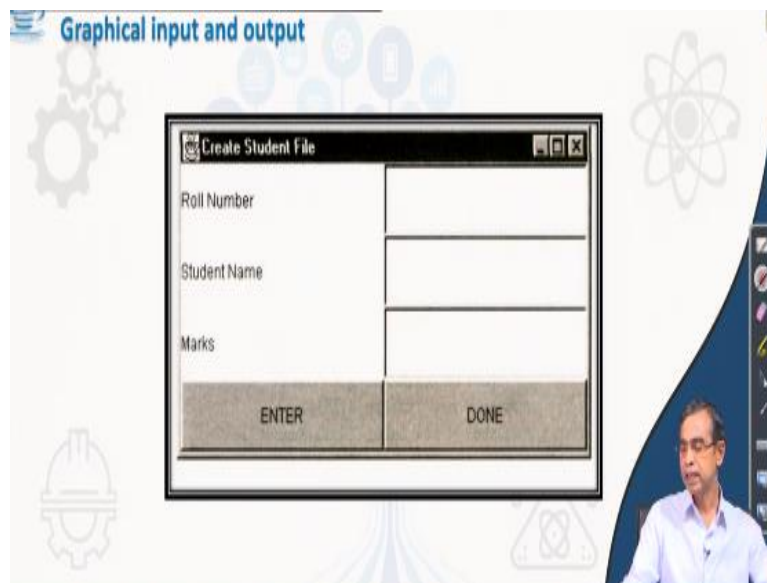 Graphical input and output
Create Student File
Roll Number
Student Name
Marks
ENTER
DONE